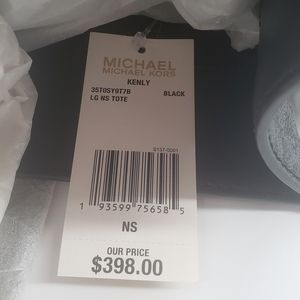 MICHAEL
MICHAEL KORS
KENLY
35T0SY9T7B BLACK
LG NS TOTE
8137-0001
1 93599 75658 5
NS
OUR PRICE
$398.00